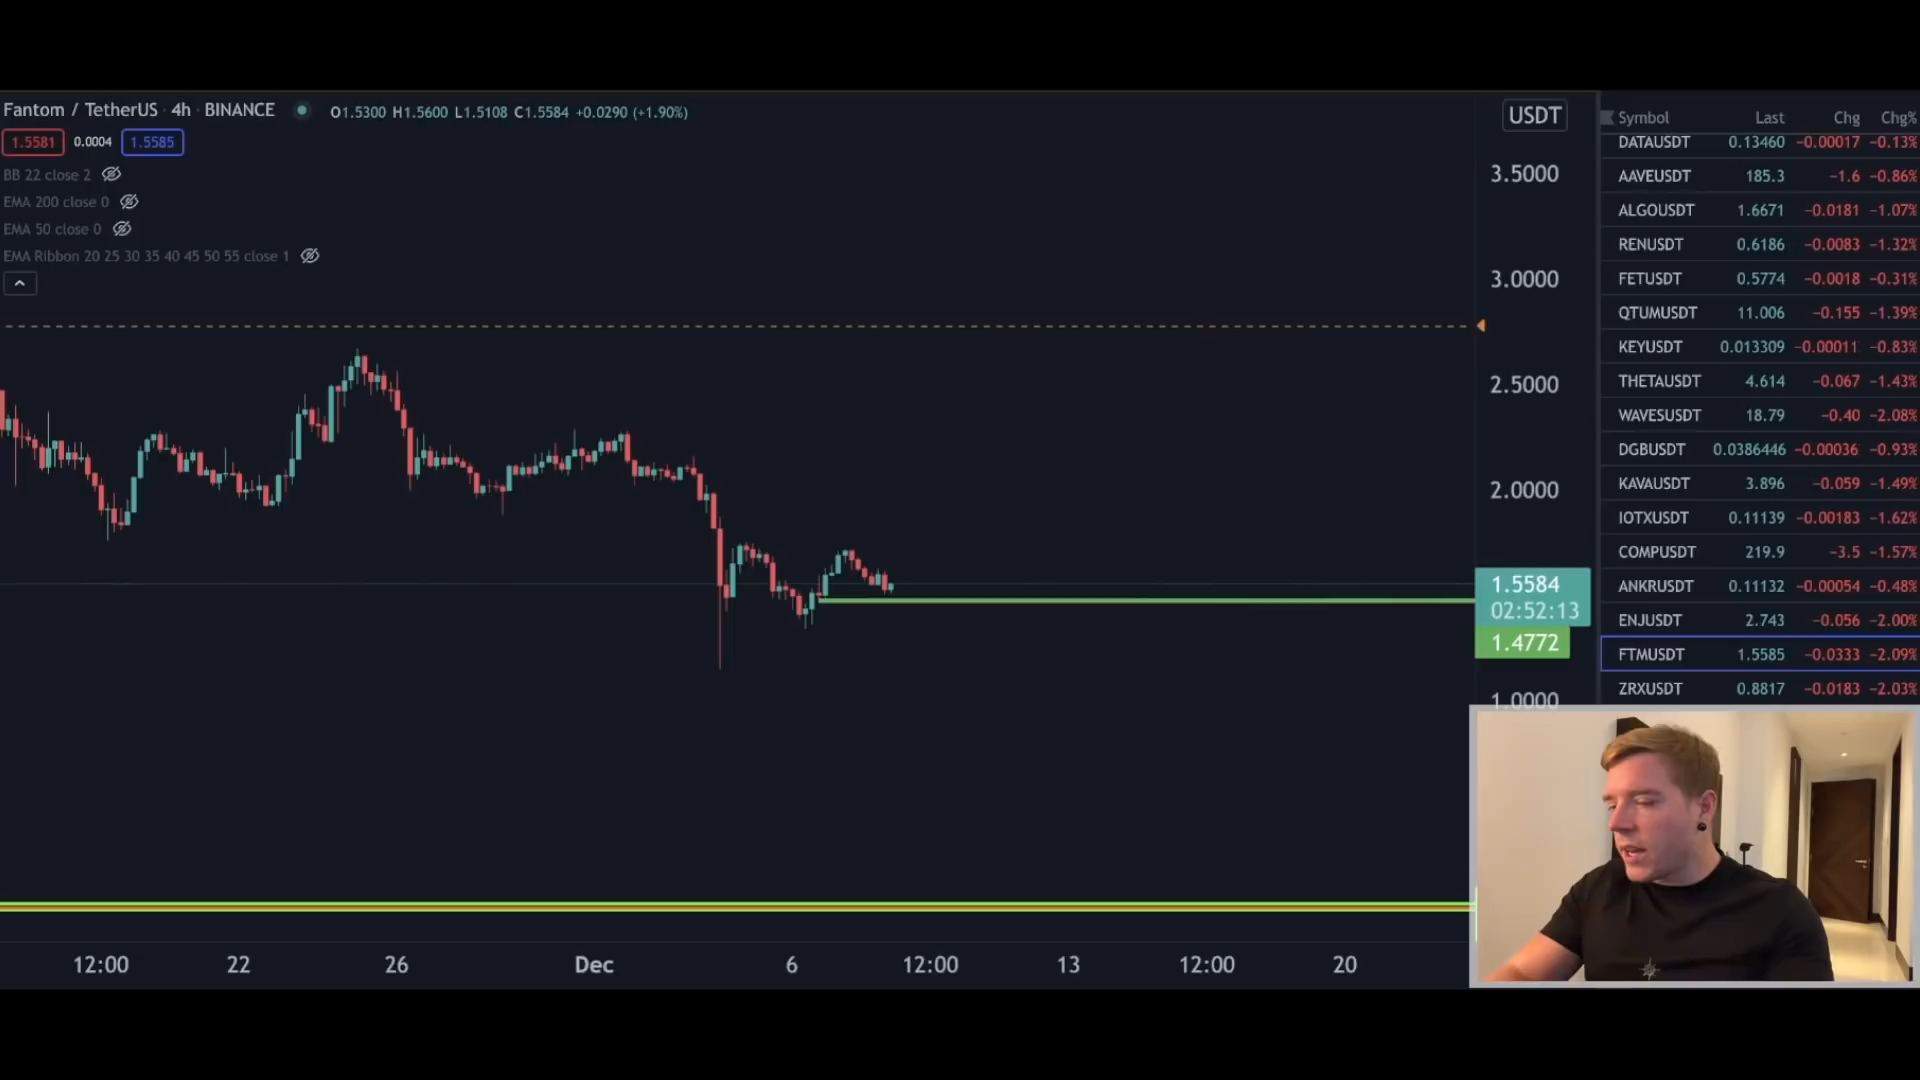 Fantom / TetherUS · 4h · BINANCE O1.5300 H1.5600 L1.5108 C1.5584 +0.0290 (+1.90%)
1.5581 0.0004 1.5585
BB 22 close 2
EMA 200 close 0
EMA 50 close 0
EMA Ribbon 20 25 30 35 40 45 50 55 close 1
USDT
3.5000
3.0000
2.5000
2.0000
1.5584
02:52:13
1.4772
1.0000
12:00 22 26 Dec 6 12:00 13 12:00 20
Symbol Last Chg Chg%
DATAUSDT 0.13460 −0.00017 −0.13%
AAVEUSDT 185.3 −1.6 −0.86%
ALGOUSDT 1.6671 −0.0181 −1.07%
RENUSDT 0.6186 −0.0083 −1.32%
FETUSDT 0.5774 −0.0018 −0.31%
QTUMUSDT 11.006 −0.155 −1.39%
KEYUSDT 0.013309 −0.00011 −0.83%
THETAUSDT 4.614 −0.067 −1.43%
WAVESUSDT 18.79 −0.40 −2.08%
DGBUSDT 0.0386446 −0.00036 −0.93%
KAVAUSDT 3.896 −0.059 −1.49%
IOTXUSDT 0.11139 −0.00183 −1.62%
COMPUSDT 219.9 −3.5 −1.57%
ANKRUSDT 0.11132 −0.00054 −0.48%
ENJUSDT 2.743 −0.056 −2.00%
FTMUSDT 1.5585 −0.0333 −2.09%
ZRXUSDT 0.8817 −0.0183 −2.03%